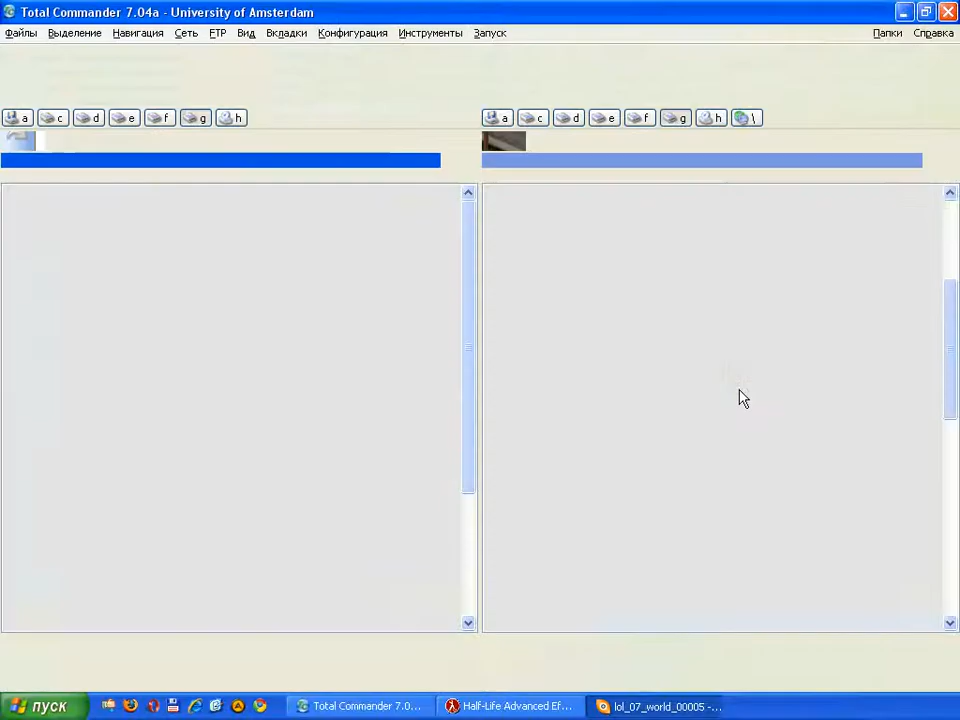 Total Commander 7.04a - University of Amsterdam
Файлы Выделение Навигация Сеть FTP Вид Вкладки Конфигурация Инструменты Запуск Папки Справка
a c d e f g h a c d e f g h \
пуск Total Commander 7.0... Half-Life Advanced Ef... lol_07_world_00005 -...